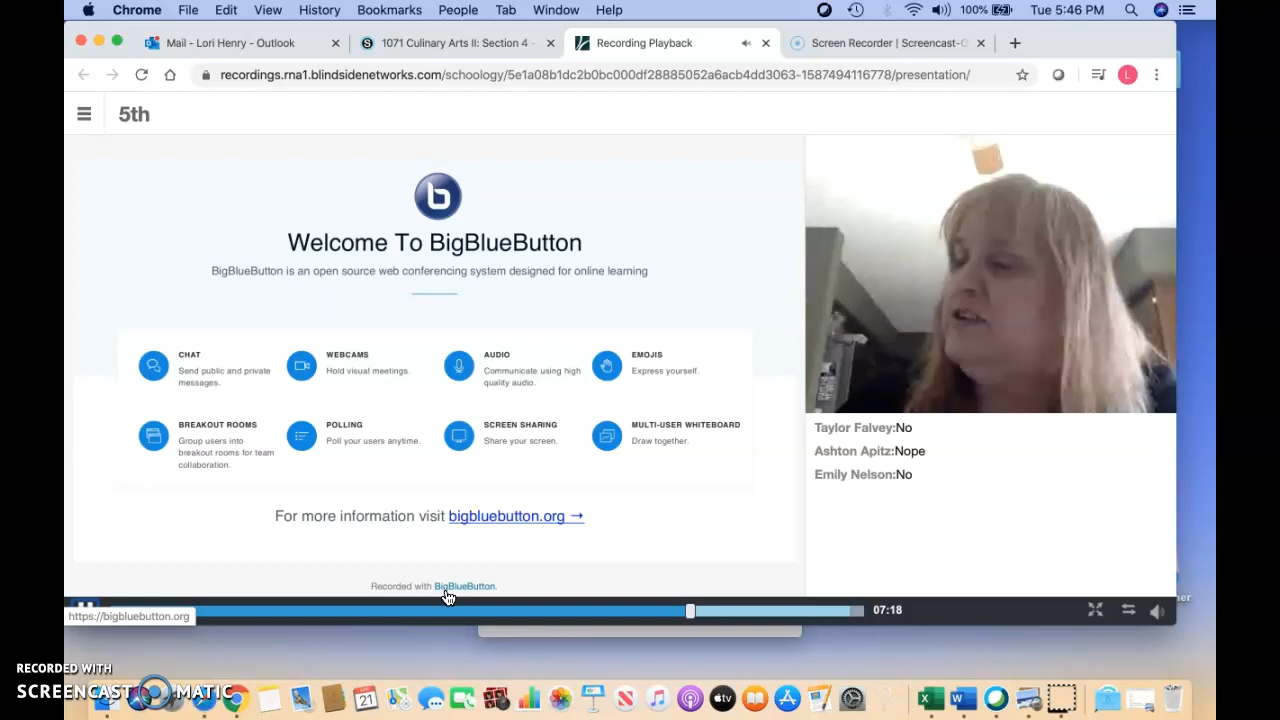 Chrome File Edit View History Bookmarks People Tab Window Help 100% Tue 5:46 PM
Mail - Lori Henry - Outlook × 1071 Culinary Arts II: Section 4 - × Recording Playback × Screen Recorder | Screencast-O × +
recordings.rna1.blindsidenetworks.com/schoology/5e1a08b1dc2b0bc000df28885052a6acb4dd3063-1587494116778/presentation/ L
5th
b
Welcome To BigBlueButton
BigBlueButton is an open source web conferencing system designed for online learning
CHAT
Send public and private
messages.
WEBCAMS
Hold visual meetings.
AUDIO
Communicate using high
quality audio.
EMOJIS
Express yourself.
BREAKOUT ROOMS
Group users into
breakout rooms for team
collaboration.
POLLING
Poll your users anytime.
SCREEN SHARING
Share your screen.
MULTI-USER WHITEBOARD
Draw together.
For more information visit bigbluebutton.org →
Recorded with BigBlueButton.
Taylor Falvey:No
Ashton Apitz:Nope
Emily Nelson:No
07:18
https://bigbluebutton.org
RECORDED WITH
SCREENCAST MATIC
APR
21
tv